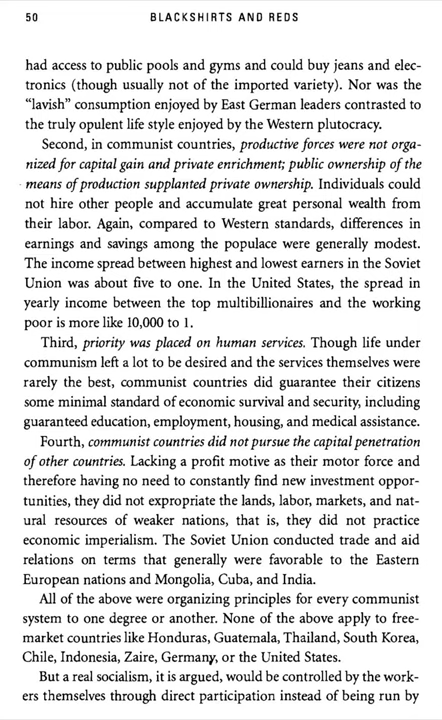 50 BLACKSHIRTS AND REDS
had access to public pools and gyms and could buy jeans and elec-
tronics (though usually not of the imported variety). Nor was the
“lavish” consumption enjoyed by East German leaders contrasted to
the truly opulent life style enjoyed by the Western plutocracy.
Second, in communist countries, productive forces were not orga-
nized for capital gain and private enrichment; public ownership of the
means of production supplanted private ownership. Individuals could
not hire other people and accumulate great personal wealth from
their labor. Again, compared to Western standards, differences in
earnings and savings among the populace were generally modest.
The income spread between highest and lowest earners in the Soviet
Union was about five to one. In the United States, the spread in
yearly income between the top multibillionaires and the working
poor is more like 10,000 to 1.
Third, priority was placed on human services. Though life under
communism left a lot to be desired and the services themselves were
rarely the best, communist countries did guarantee their citizens
some minimal standard of economic survival and security, including
guaranteed education, employment, housing, and medical assistance.
Fourth, communist countries did not pursue the capital penetration
of other countries. Lacking a profit motive as their motor force and
therefore having no need to constantly find new investment oppor-
tunities, they did not expropriate the lands, labor, markets, and nat-
ural resources of weaker nations, that is, they did not practice
economic imperialism. The Soviet Union conducted trade and aid
relations on terms that generally were favorable to the Eastern
European nations and Mongolia, Cuba, and India.
All of the above were organizing principles for every communist
system to one degree or another. None of the above apply to free-
market countries like Honduras, Guatemala, Thailand, South Korea,
Chile, Indonesia, Zaire, Germany, or the United States.
But a real socialism, it is argued, would be controlled by the work-
ers themselves through direct participation instead of being run by